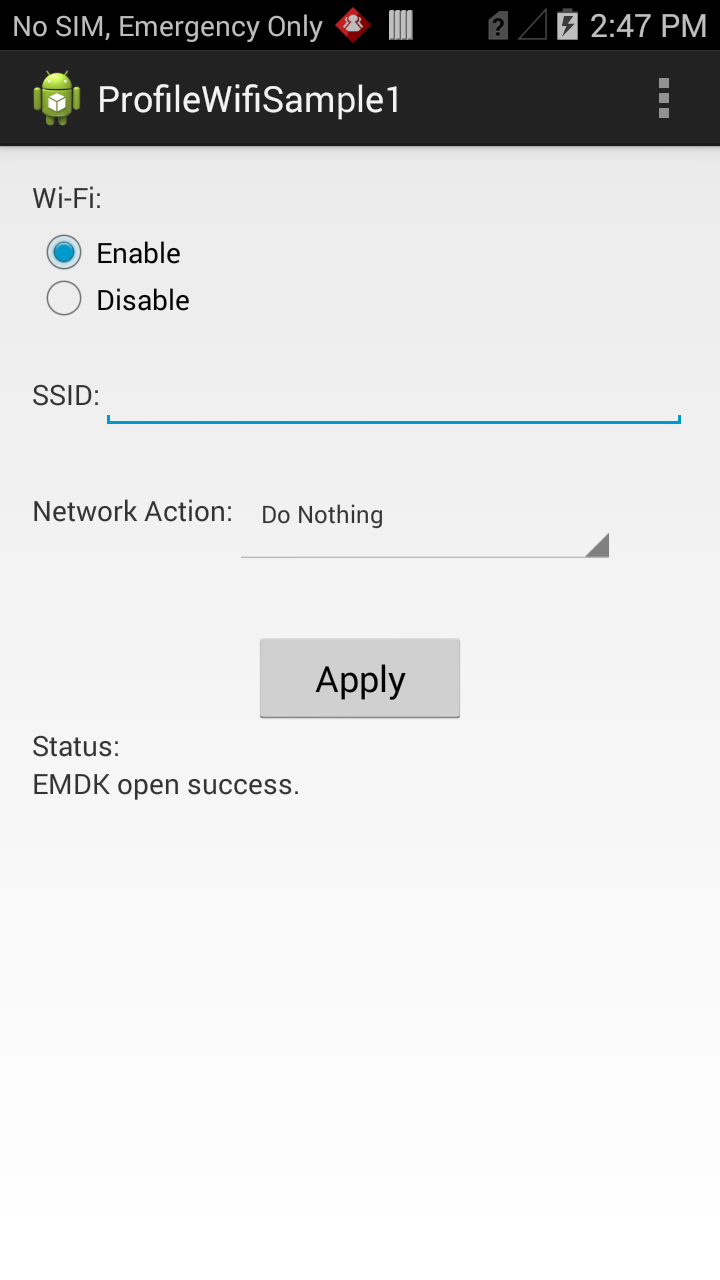 No SIM, Emergency Only 2:47 PM
ProfileWifiSample1
Wi-Fi:
Enable
Disable
SSID:
Network Action: Do Nothing
Apply
Status:
EMDK open success.